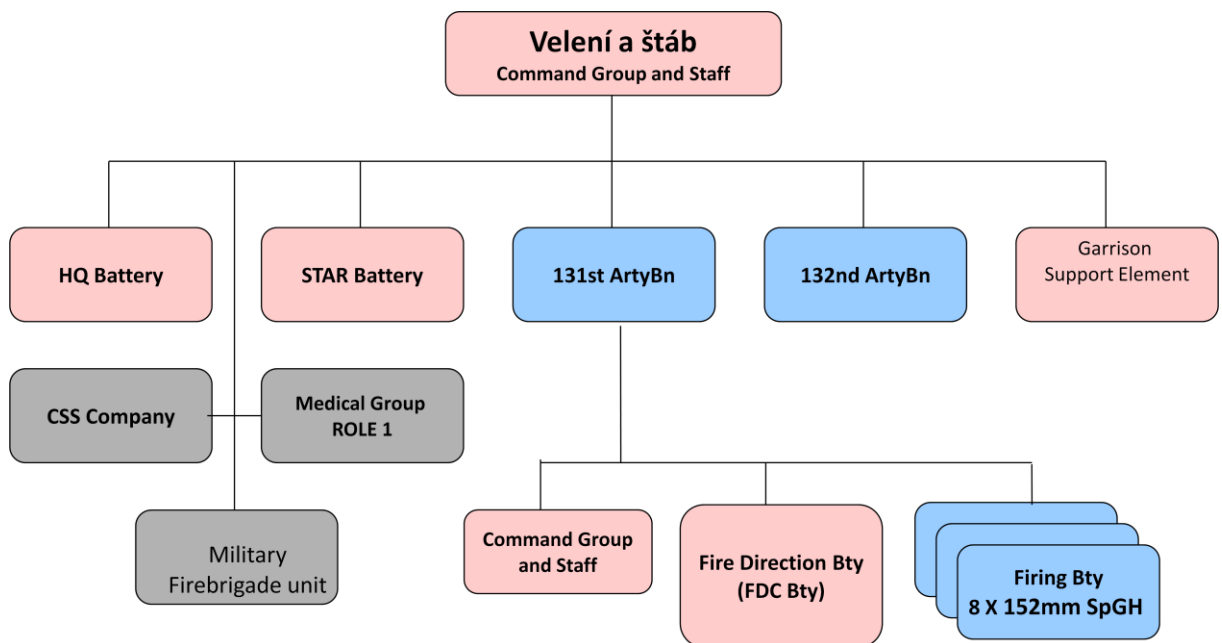 Velení a štáb
Command Group and Staff
HQ Battery
STAR Battery
131st ArtyBn
132nd ArtyBn
Garrison
Support Element
CSS Company
Medical Group
ROLE 1
Military
Firebrigade unit
Command Group
and Staff
Fire Direction Bty
(FDC Bty)
Firing Bty
8 X 152mm SpGH